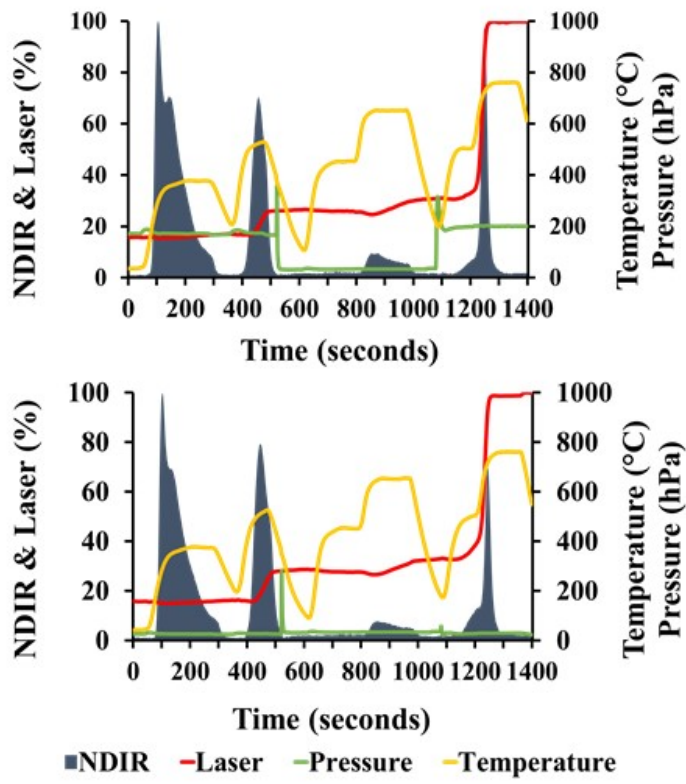 NDIR & Laser (%)
100
80
60
40
20
0
1000
800
600
400
200
0
Temperature (°C)
Pressure (hPa)
0 200 400 600 800 1000 1200 1400
Time (seconds)
NDIR & Laser (%)
100
80
60
40
20
0
1000
800
600
400
200
0
Temperature (°C)
Pressure (hPa)
0 200 400 600 800 1000 1200 1400
Time (seconds)
NDIR Laser Pressure Temperature